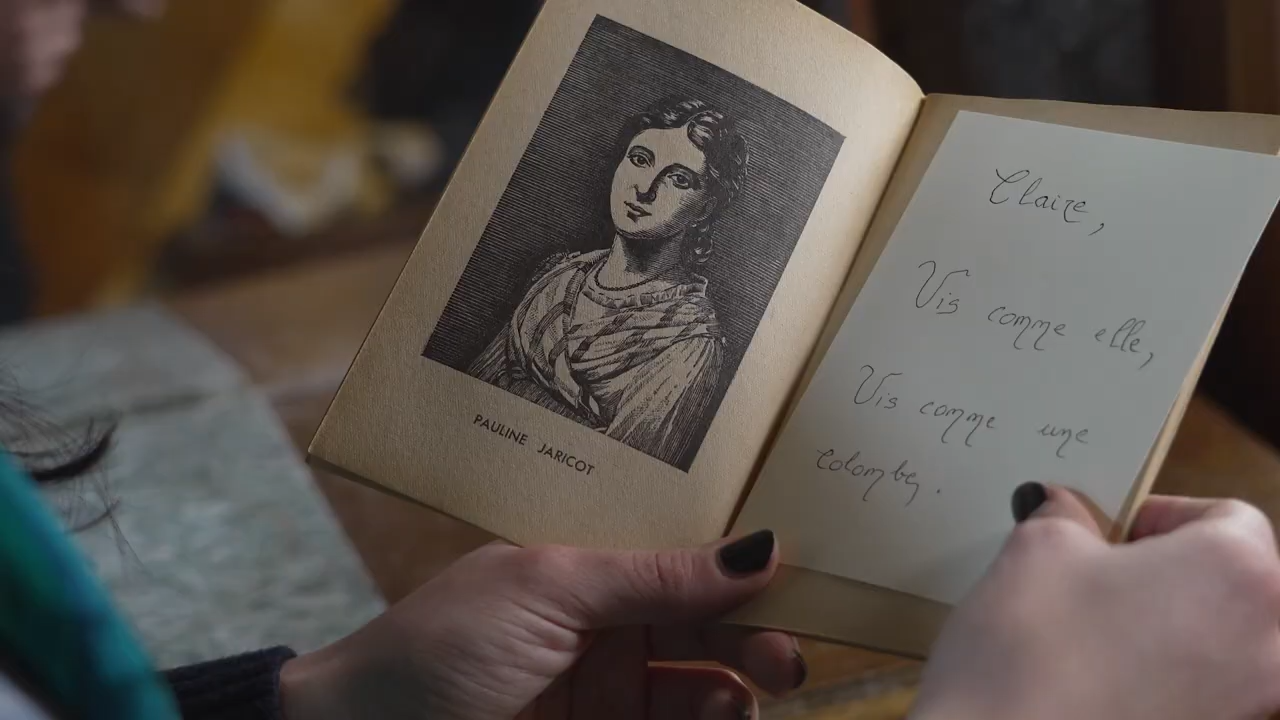 PAULINE JARICOT
Claire,
Vis comme elle,
Vis comme une
colombe.